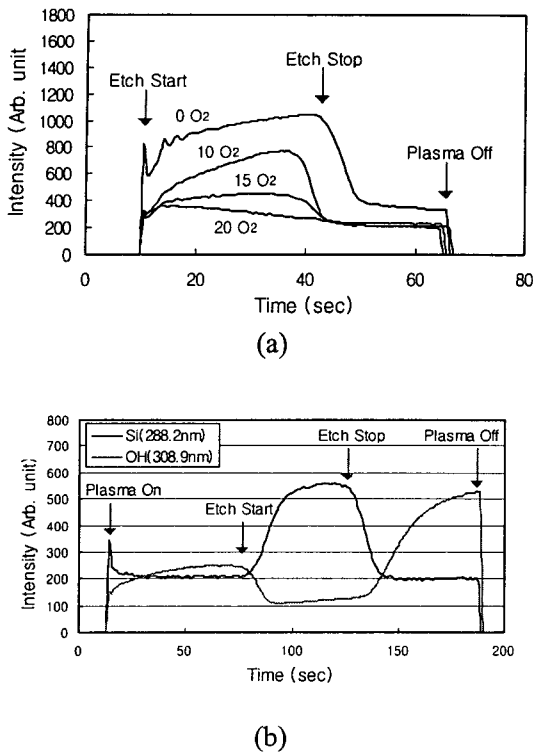 1800
1600
1400
1200
1000
800
600
400
200
0
Intensity (Arb. unit)
Etch Start
Etch Stop
Plasma Off
0 O2
10 O2
15 O2
20 O2
0 20 40 60 80
Time (sec)
(a)
800
700
600
500
400
300
200
100
0
Intensity (Arb. unit)
Si(288.2nm)
OH(308.9nm)
Plasma On
Etch Start
Etch Stop
Plasma Off
0 50 100 150 200
Time (sec)
(b)